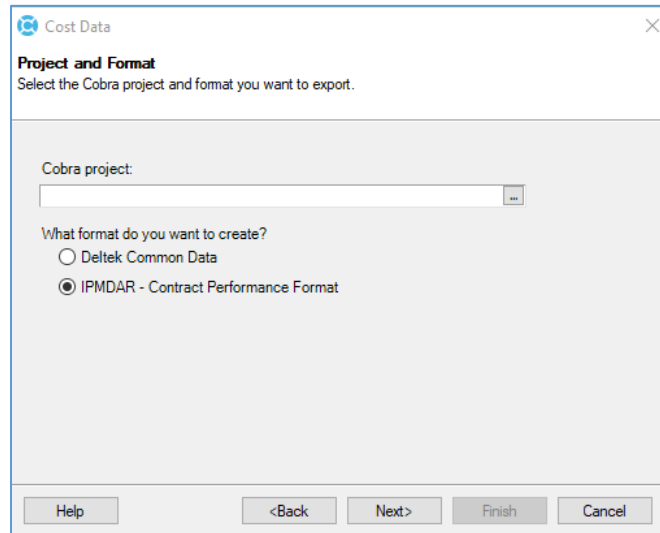 Cost Data
Project and Format
Select the Cobra project and format you want to export.
Cobra project:
...
What format do you want to create?
Deltek Common Data
IPMDAR - Contract Performance Format
Help
<Back
Next>
Finish
Cancel